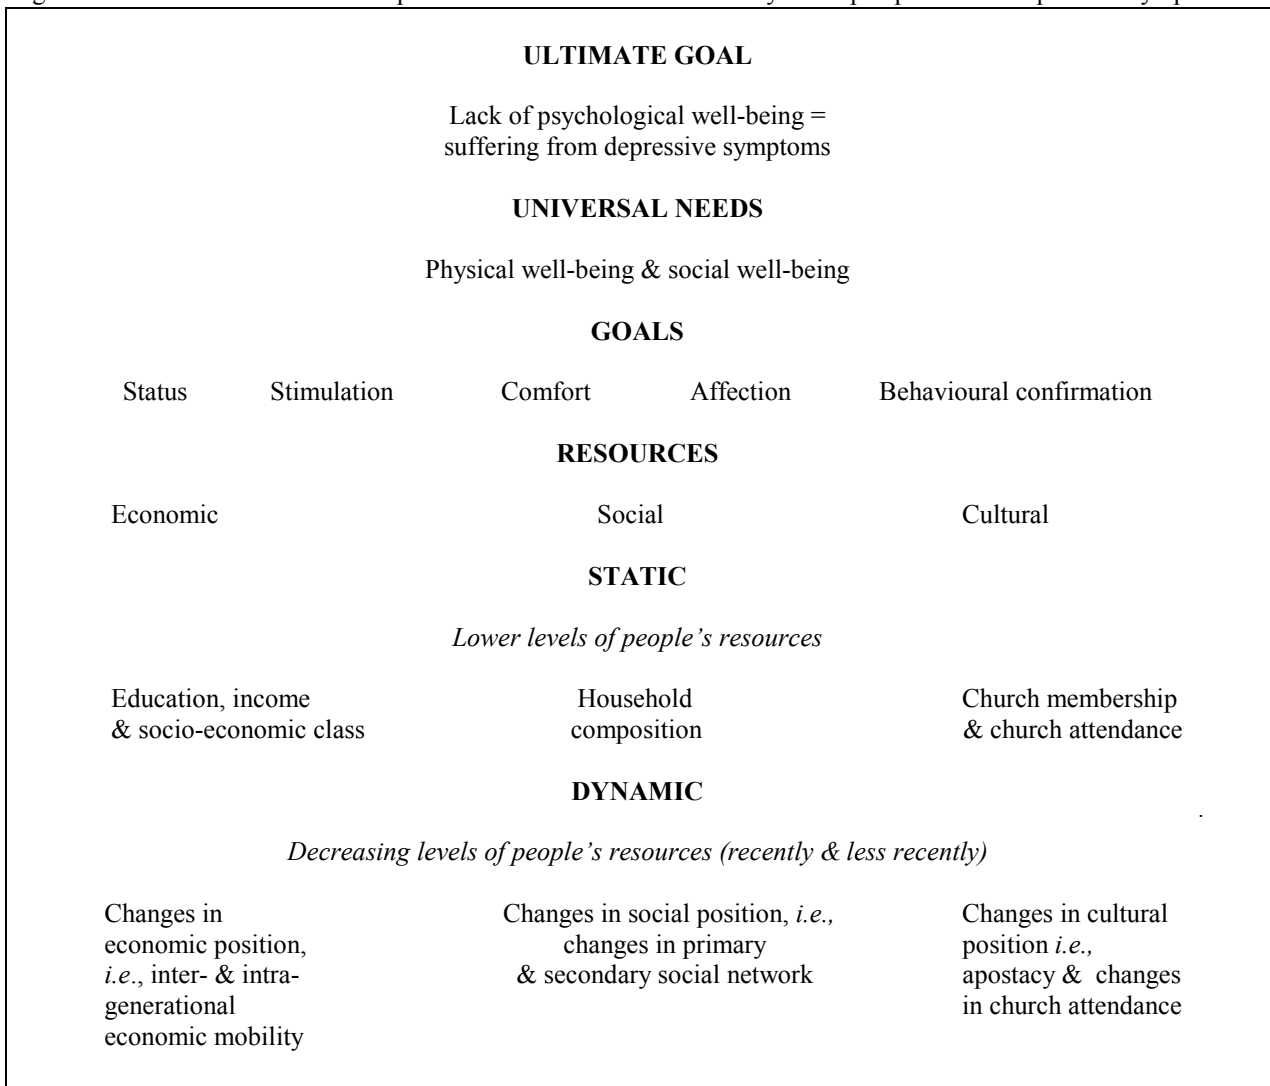 ULTIMATE GOAL
Lack of psychological well-being =
suffering from depressive symptoms
UNIVERSAL NEEDS
Physical well-being & social well-being
GOALS
Status Stimulation Comfort Affection Behavioural confirmation
RESOURCES
Economic Social Cultural
STATIC
Lower levels of people’s resources
Education, income Household Church membership
& socio-economic class composition & church attendance
DYNAMIC
.
Decreasing levels of people’s resources (recently & less recently)
Changes in Changes in social position, i.e., Changes in cultural
economic position, changes in primary position i.e.,
i.e., inter- & intra- & secondary social network apostacy & changes
generational in church attendance
economic mobility